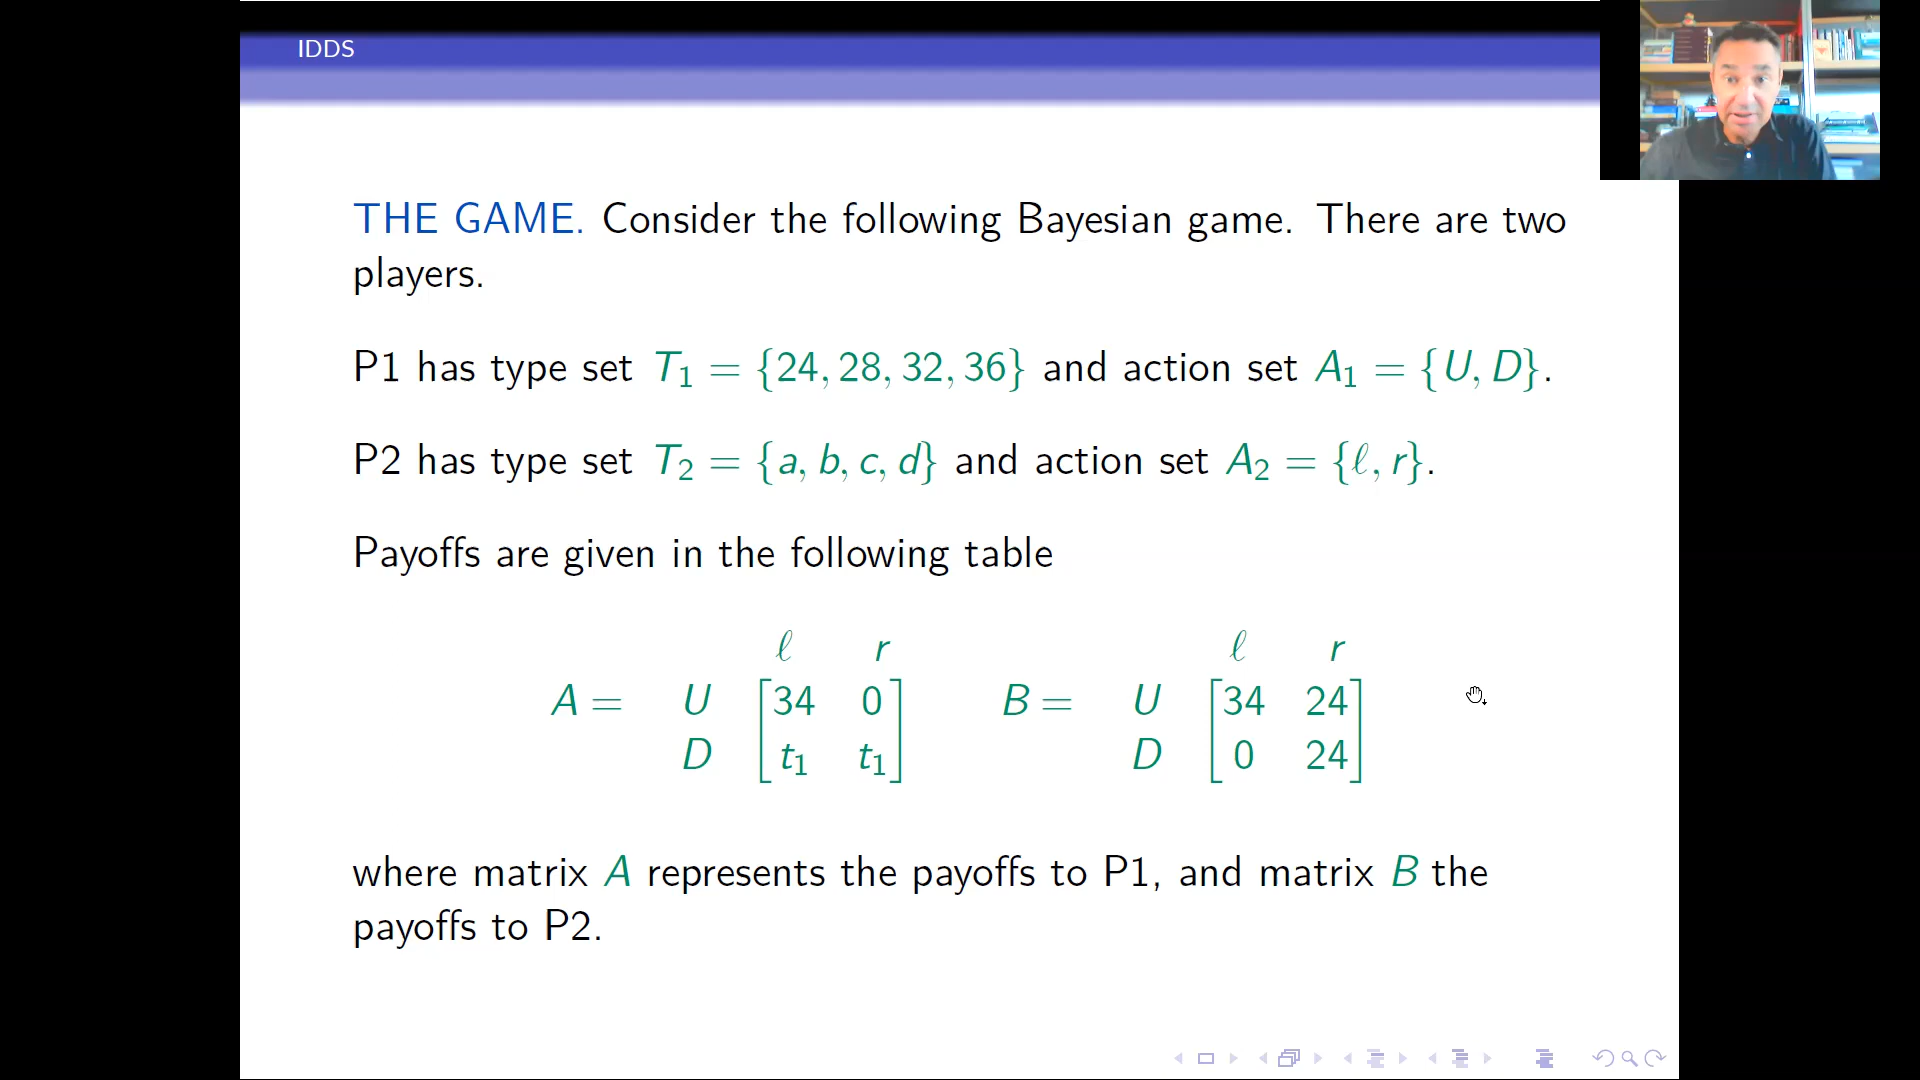 IDDS
THE GAME. Consider the following Bayesian game. There are two
players.
P1 has type set T₁ = {24, 28, 32, 36} and action set A₁ = {U, D}.
P2 has type set T₂ = {a, b, c, d} and action set A₂ = {ℓ, r}.
Payoffs are given in the following table
ℓ r ℓ r
A = U [34 0] B = U [34 24]
D [t₁ t₁] D [0 24]
where matrix A represents the payoffs to P1, and matrix B the
payoffs to P2.